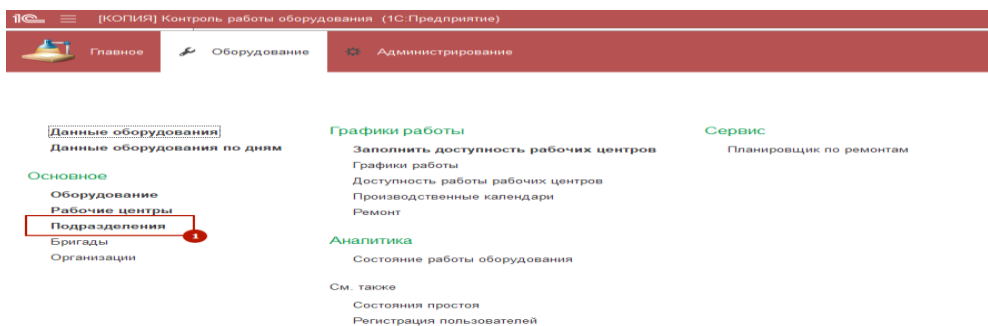 1С [КОПИЯ] Контроль работы оборудования (1С:Предприятие)
Главное Оборудование Администрирование
Данные оборудования
Данные оборудования по дням
Основное
Оборудование
Рабочие центры
Подразделения
1
Бригады
Организации
Графики работы
Заполнить доступность рабочих центров
Графики работы
Доступность работы рабочих центров
Производственные календари
Ремонт
Аналитика
Состояние работы оборудования
См. также
Состояния простоя
Регистрация пользователей
Сервис
Планировщик по ремонтам